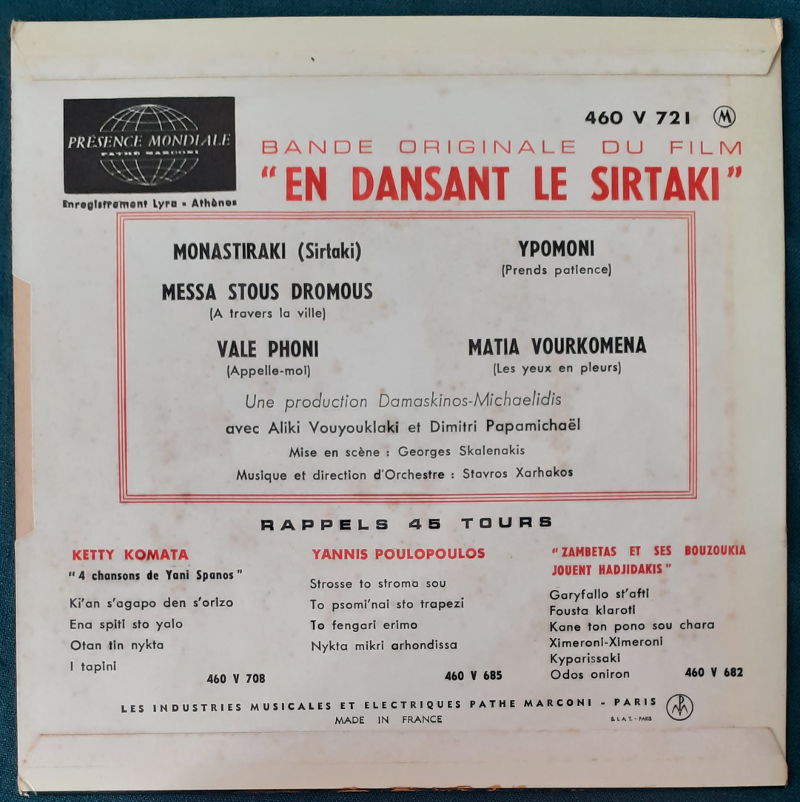 460 V 721 M
PRÉSENCE MONDIALE
PATHE MARCONI
Enregistrement Lyra - Athènes
BANDE ORIGINALE DU FILM
"EN DANSANT LE SIRTAKI"
MONASTIRAKI (Sirtaki)
MESSA STOUS DROMOUS
(A travers la ville)
VALE PHONI
(Appelle-moi)
YPOMONI
(Prends patience)
MATIA VOURKOMENA
(Les yeux en pleurs)
Une production Damaskinos-Michaelidis
avec Aliki Vouyouklaki et Dimitri Papamichaël
Mise en scène : Georges Skalenakis
Musique et direction d'Orchestre : Stavros Xarhakos
RAPPELS 45 TOURS
KETTY KOMATA
"4 chansons de Yani Spanos"
Ki'an s'agapo den s'orizo
Ena spiti sto yalo
Otan tin nykta
I tapini
460 V 708
YANNIS POULOPOULOS
Strosse to stroma sou
To psomi'nai sto trapezi
To fengari erimo
Nykta mikri arhondissa
460 V 685
"ZAMBETAS ET SES BOUZOUKIA
JOUENT HADJIDAKIS"
Garyfallo st'afti
Fousta klaroti
Kane ton pono sou chara
Ximeroni-Ximeroni
Kyparissaki
Odos oniron
460 V 682
LES INDUSTRIES MUSICALES ET ELECTRIQUES PATHE MARCONI - PARIS
MADE IN FRANCE